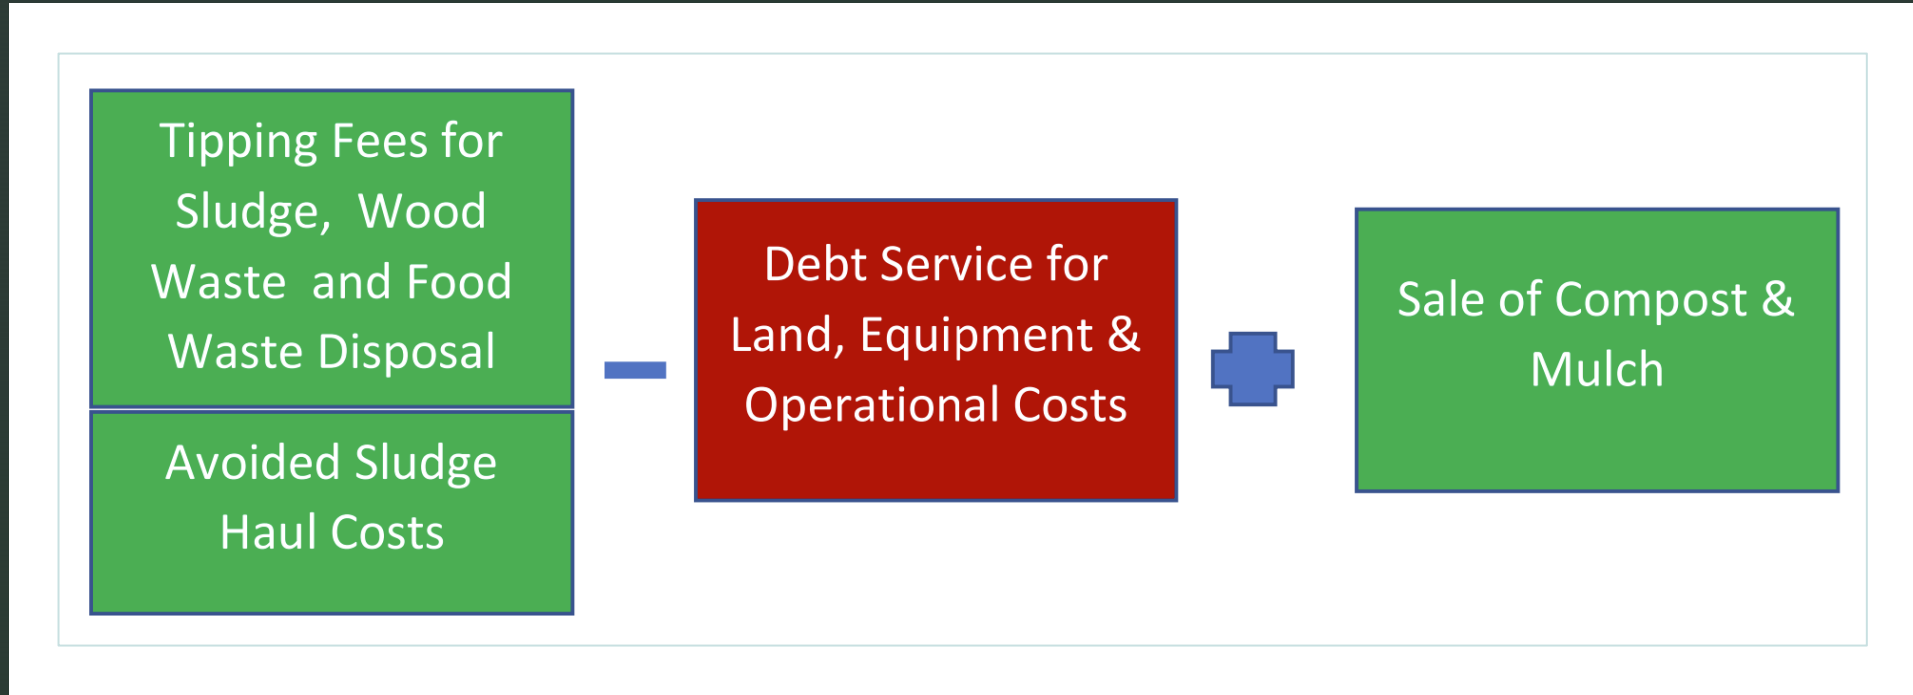 Tipping Fees for
Sludge,  Wood
Waste  and Food
Waste Disposal
Avoided Sludge
Haul Costs
Debt Service for
Land, Equipment &
Operational Costs
Sale of Compost &
Mulch